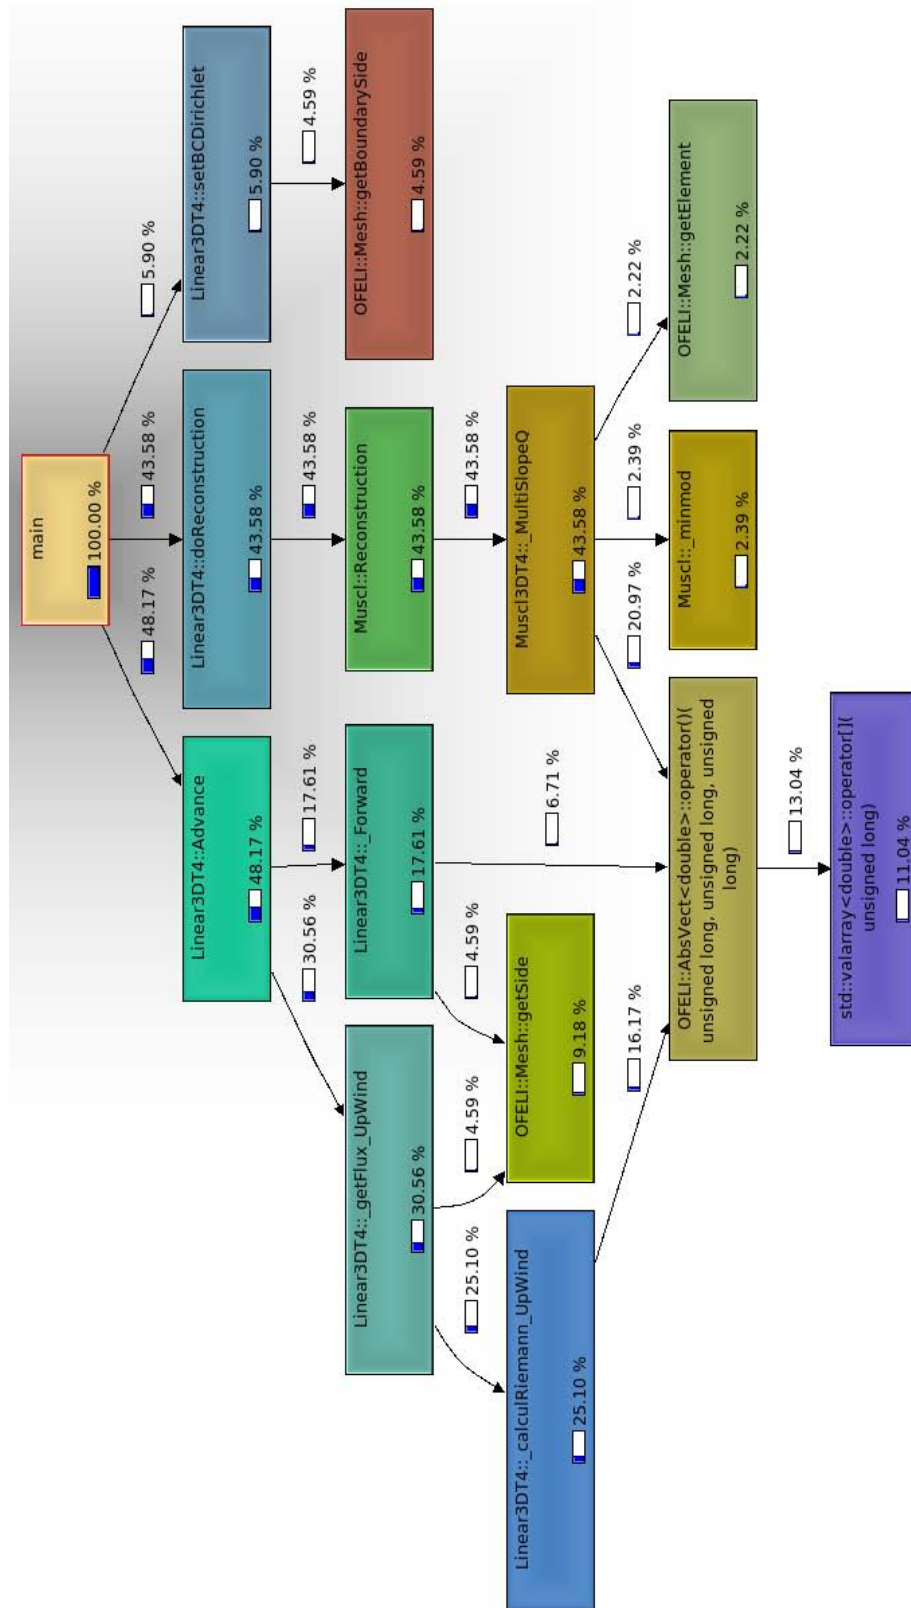 main
100.00 %
48.17 %
43.58 %
5.90 %
Linear3DT4::Advance
48.17 %
Linear3DT4::doReconstruction
43.58 %
Linear3DT4::setBCDirichlet
5.90 %
30.56 %
17.61 %
43.58 %
4.59 %
Linear3DT4::_getFlux_UpWind
30.56 %
Linear3DT4::_Forward
17.61 %
Muscl::Reconstruction
43.58 %
OFELI::Mesh::getBoundarySide
4.59 %
25.10 %
4.59 %
4.59 %
6.71 %
43.58 %
Linear3DT4::_calculRiemann_UpWind
25.10 %
OFELI::Mesh::getSide
9.18 %
Muscl3DT4::_MultiSlopeQ
43.58 %
16.17 %
20.97 %
2.39 %
2.22 %
OFELI::AbsVect<double>::operator()(
unsigned long, unsigned long, unsigned
long)
Muscl::_minmod
2.39 %
OFELI::Mesh::getElement
2.22 %
13.04 %
std::valarray<double>::operator[](
unsigned long)
11.04 %